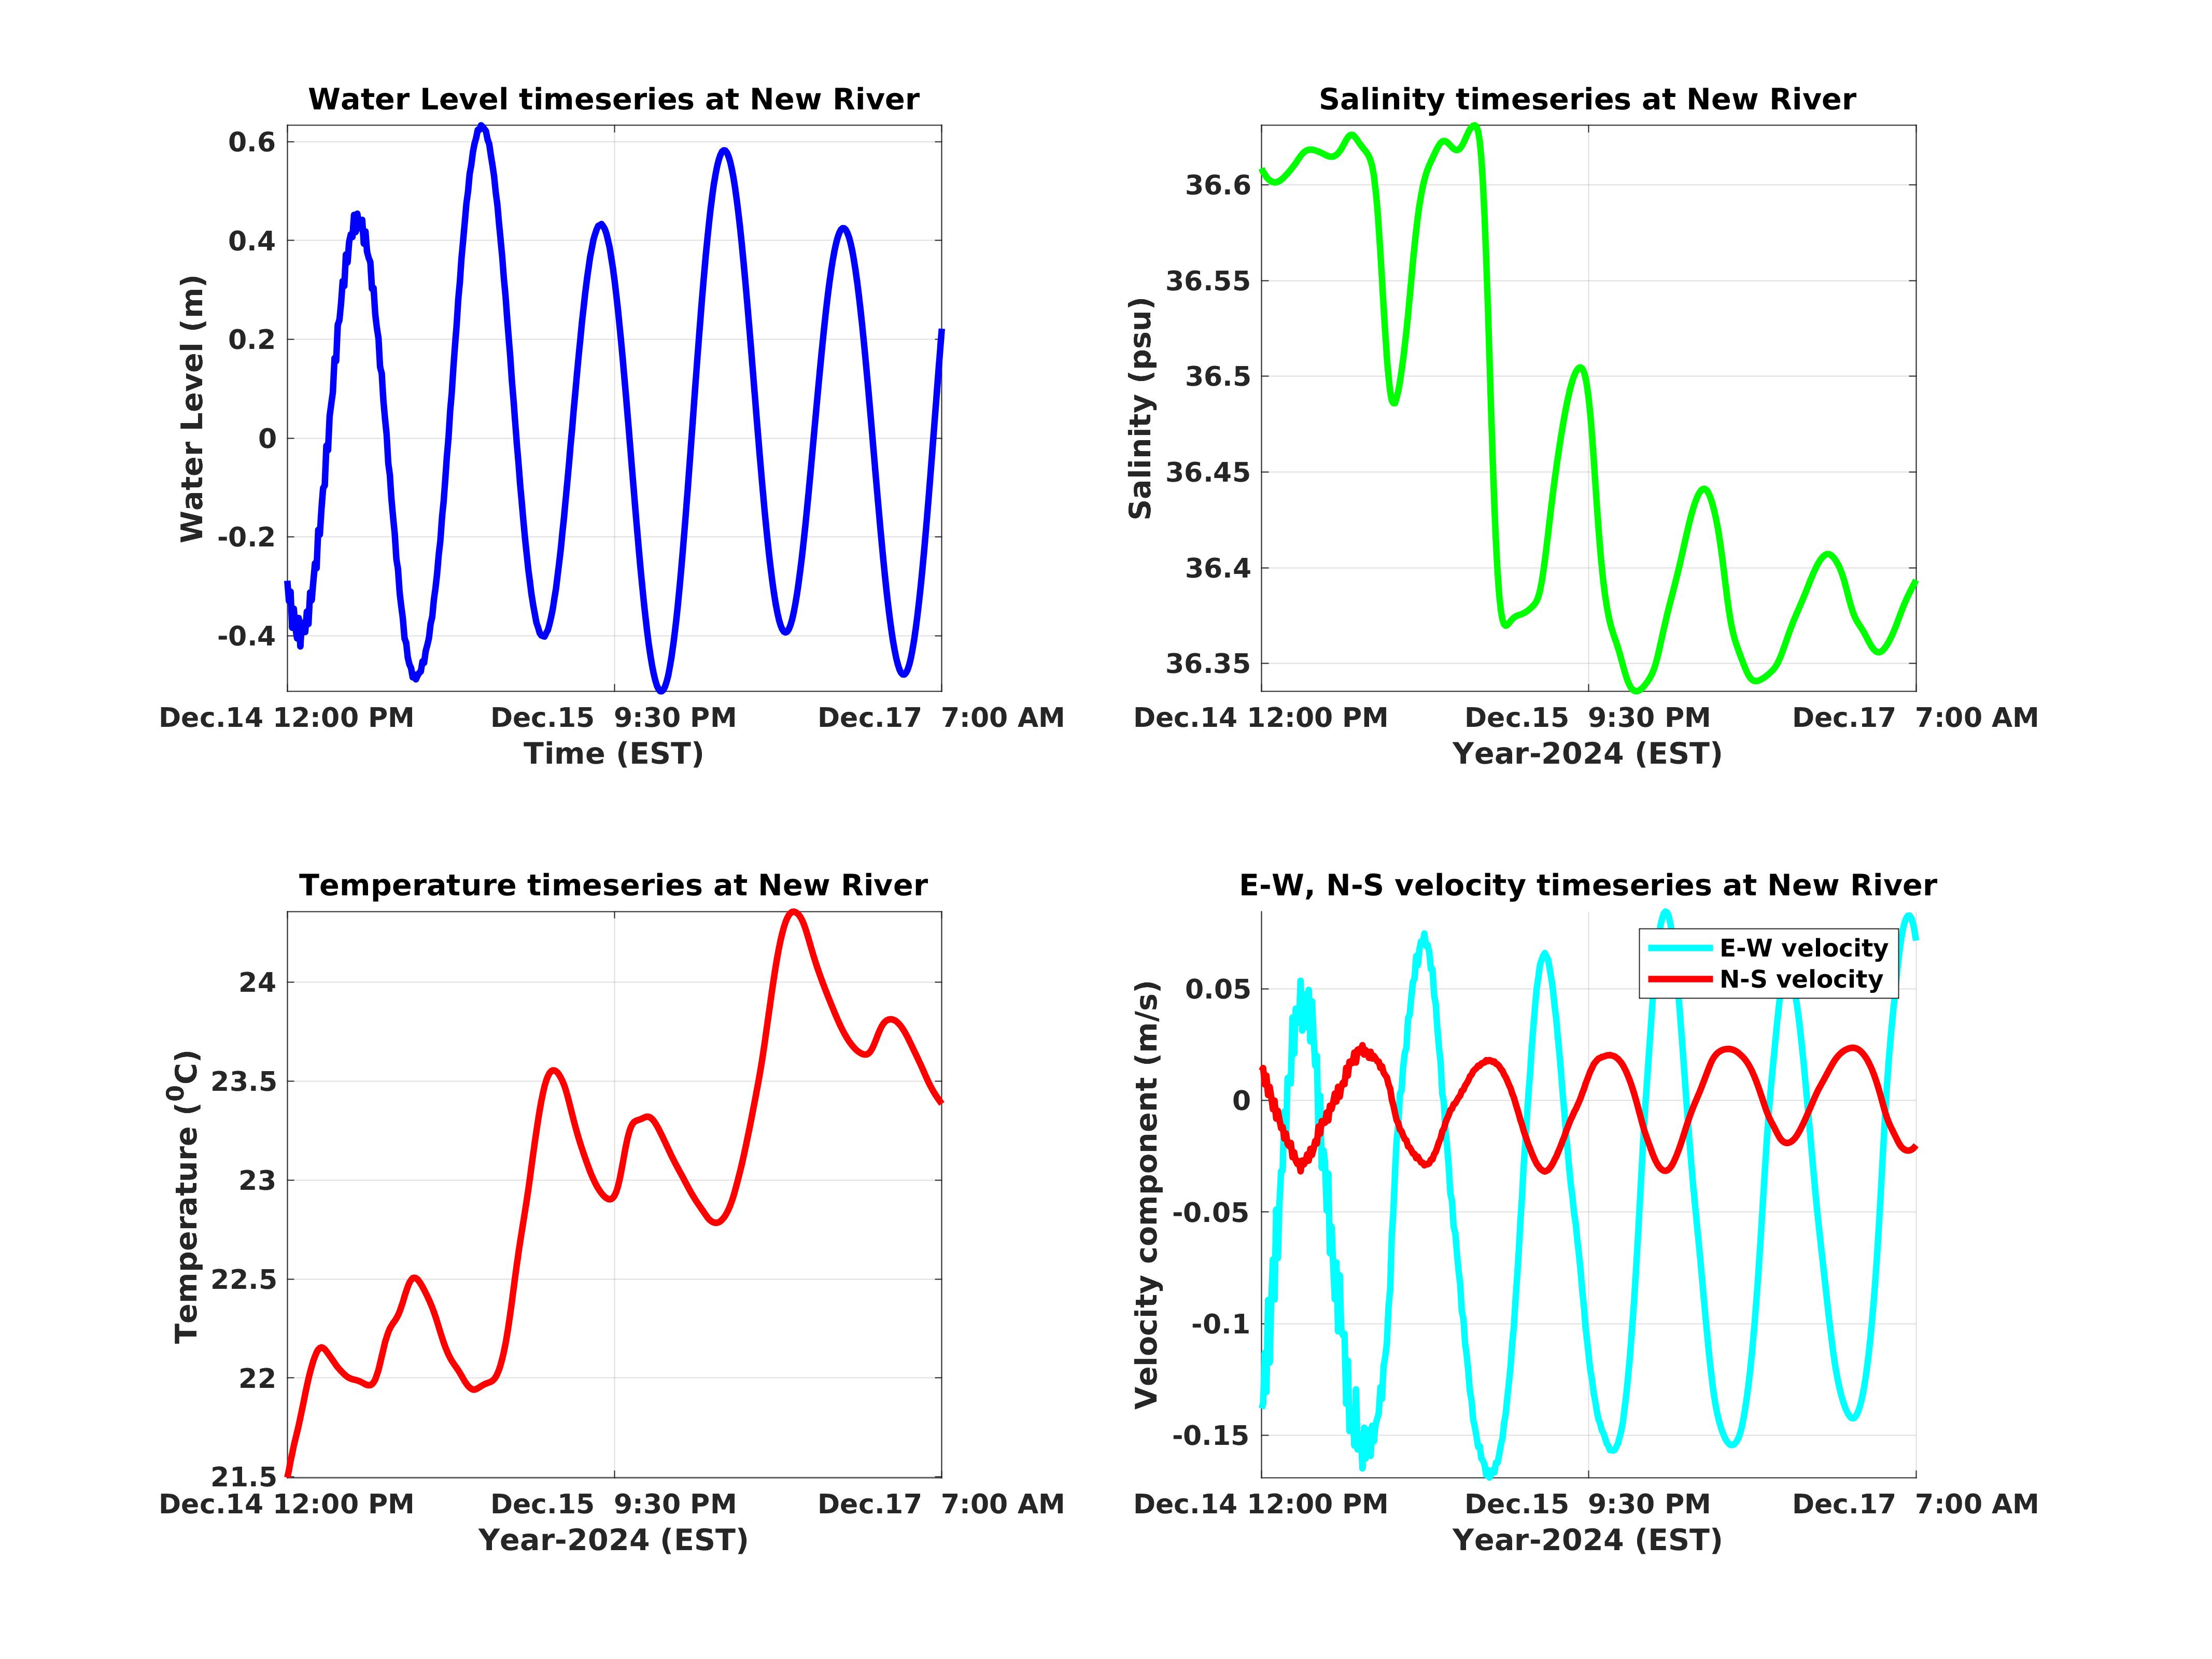 Water Level timeseries at New River
0.6
0.4
0.2
0
-0.2
-0.4
Water Level (m)
Dec.14 12:00 PM
Dec.15  9:30 PM
Dec.17  7:00 AM
Time (EST)
Salinity timeseries at New River
36.6
36.55
36.5
36.45
36.4
36.35
Salinity (psu)
Dec.14 12:00 PM
Dec.15  9:30 PM
Dec.17  7:00 AM
Year-2024 (EST)
Temperature timeseries at New River
24
23.5
23
22.5
22
21.5
Temperature (⁰C)
Dec.14 12:00 PM
Dec.15  9:30 PM
Dec.17  7:00 AM
Year-2024 (EST)
E-W, N-S velocity timeseries at New River
E-W velocity
N-S velocity
0.05
0
-0.05
-0.1
-0.15
Velocity component (m/s)
Dec.14 12:00 PM
Dec.15  9:30 PM
Dec.17  7:00 AM
Year-2024 (EST)